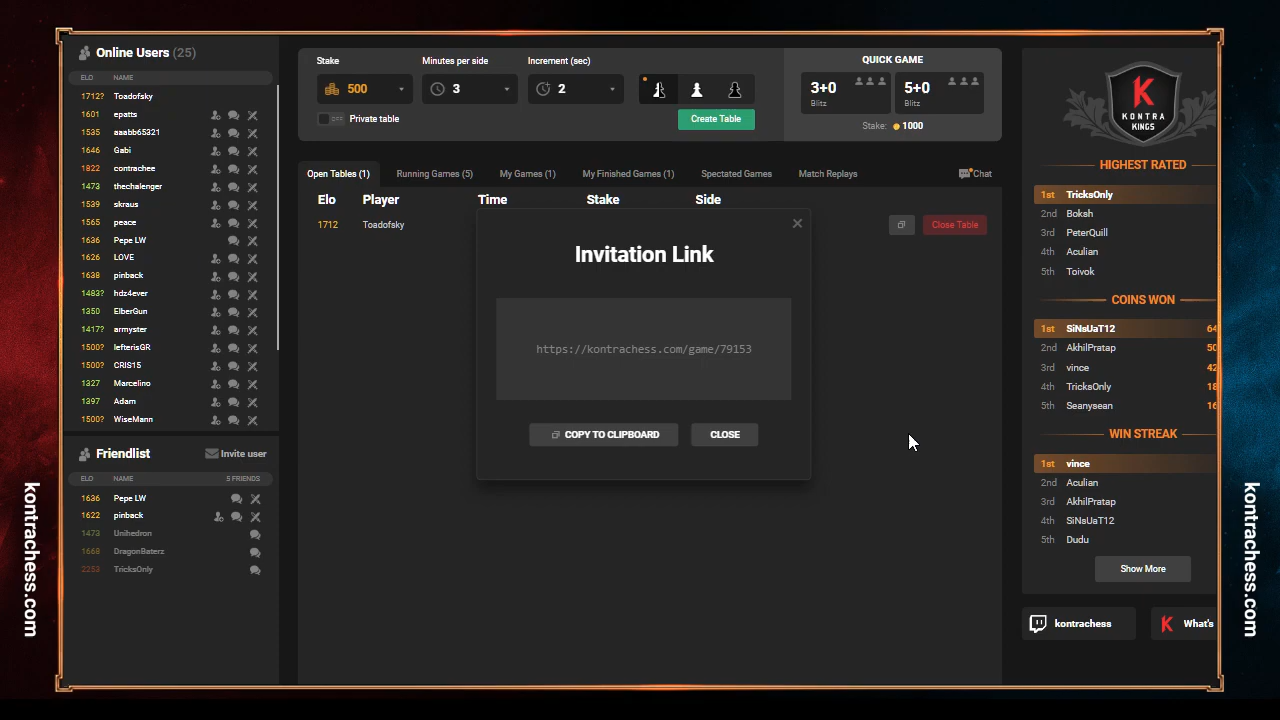 Online Users (25)
ELO NAME
1712? Toadofsky
1601 epatts
1535 aaabb65321
1646 Gabi
1822 contrachee
1473 thechalenger
1539 skraus
1565 peace
1636 Pepe LW
1626 LOVE
1638 pinback
1483? hdz4ever
1350 ElberGun
1417? armyster
1500? lefterisGR
1500? CRIS15
1327 Marcelino
1397 Adam
1500? WiseMann
Friendlist Invite user
ELO NAME 5 FRIENDS
1636 Pepe LW
1622 pinback
1473 Unihedron
1668 DragonBaterz
2253 TricksOnly
Stake Minutes per side Increment (sec)
500 3 2
OFF Private table
Create Table
QUICK GAME
3+0 5+0
Blitz Blitz
Stake: 1000
Open Tables (1) Running Games (5) My Games (1) My Finished Games (1) Spectated Games Match Replays Chat
Elo Player Time Stake Side
1712 Toadofsky Close Table
Invitation Link
https://kontrachess.com/game/79153
COPY TO CLIPBOARD CLOSE
K
KONTRA
KINGS
HIGHEST RATED
1st TricksOnly
2nd Boksh
3rd PeterQuill
4th Aculian
5th Toivok
COINS WON
1st SiNsUaT12 64
2nd AkhilPratap 50
3rd vince 42
4th TricksOnly 18
5th Seanysean 16
WIN STREAK
1st vince
2nd Aculian
3rd AkhilPratap
4th SiNsUaT12
5th Dudu
Show More
kontrachess K What's
kontrachess.com
kontrachess.com